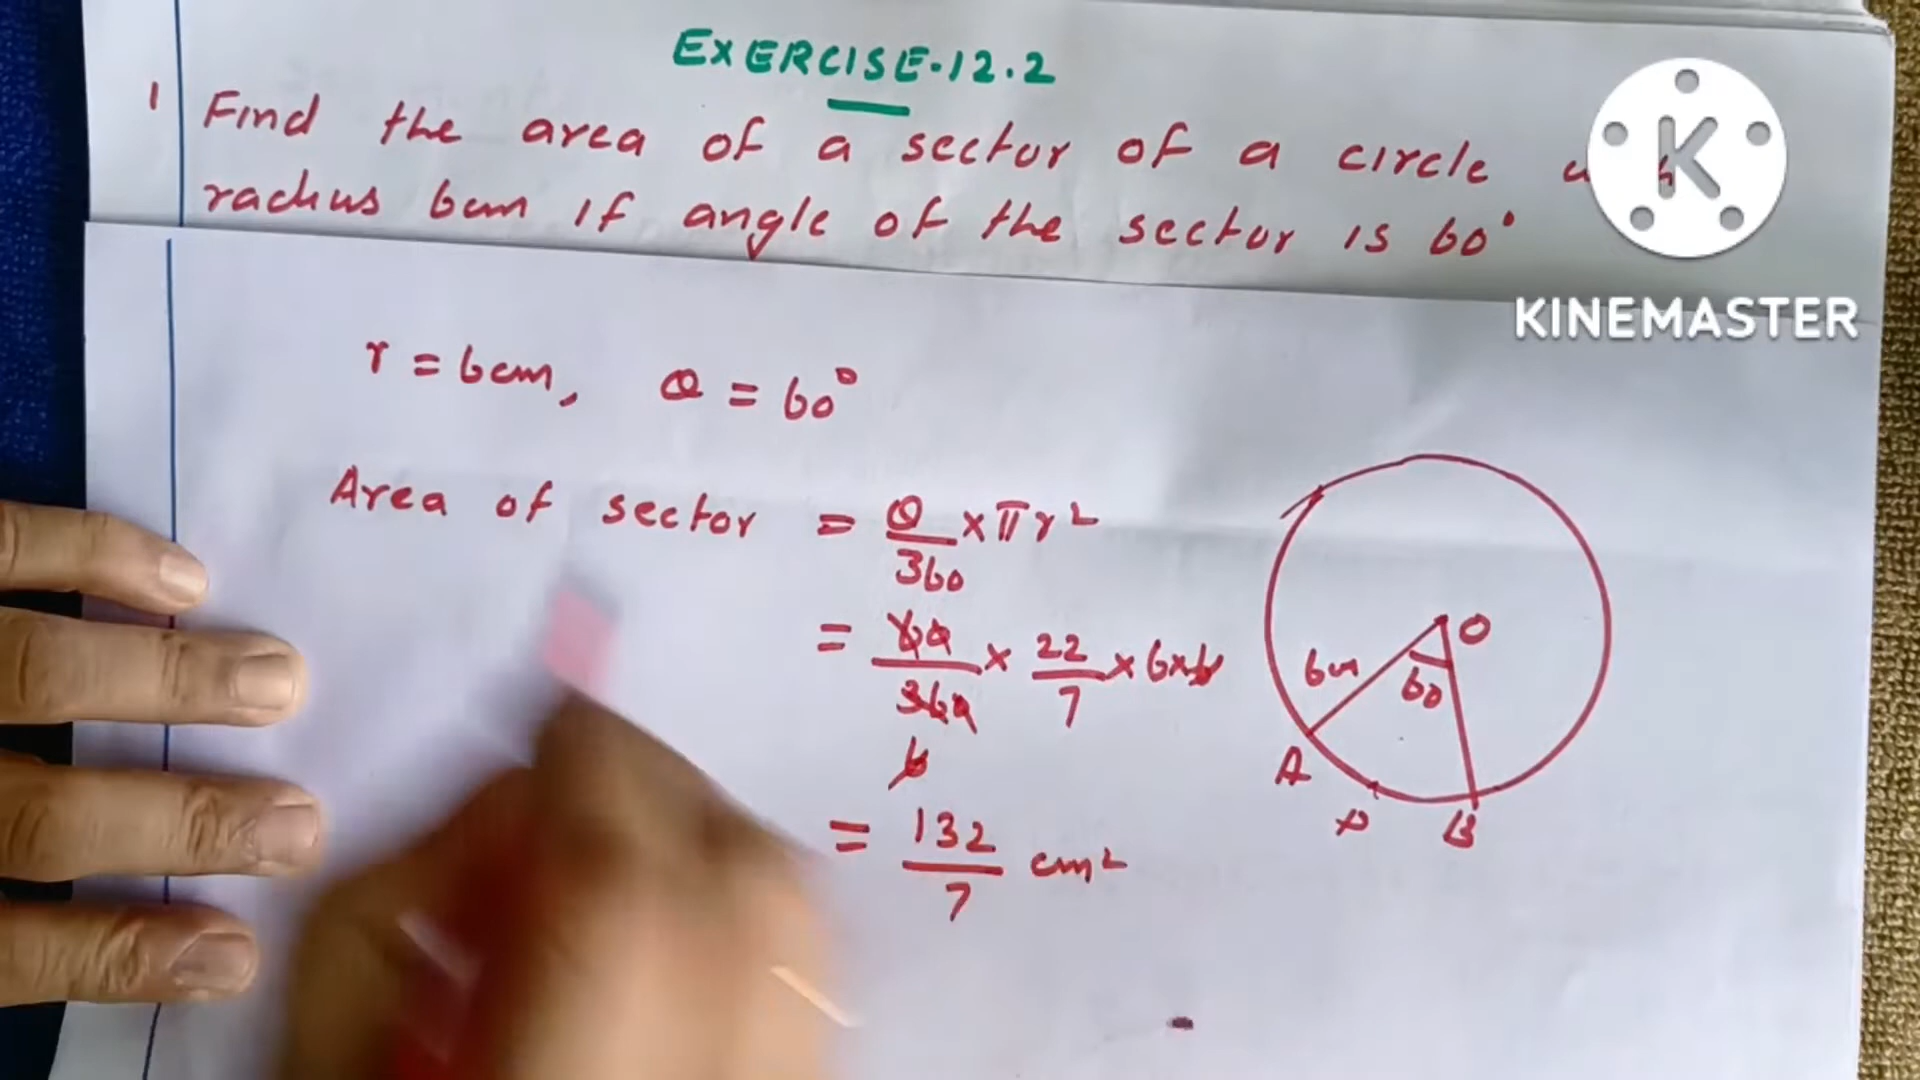 EXERCISE-12.2
1 Find the area of a sector of a circle
radius 6cm if angle of the sector is 60°
KINEMASTER
r = 6cm, θ = 60°
Area of sector = θ/360 × πr²
= 60/360 × 22/7 × 6×6
6
= 132/7 cm²
O
6cm
60
A
P
B